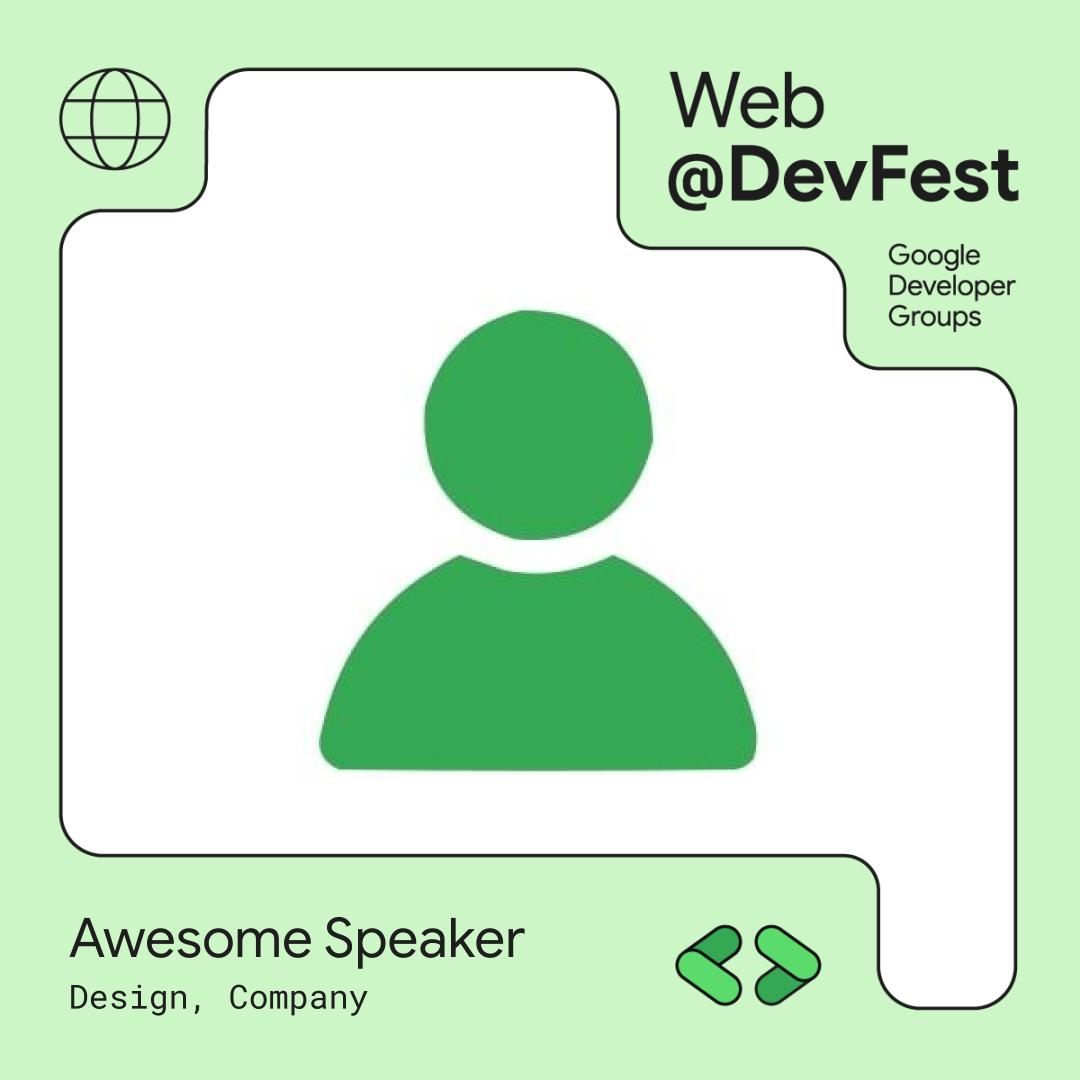 Web
@DevFest
Google
Developer
Groups
Awesome Speaker
Design, Company